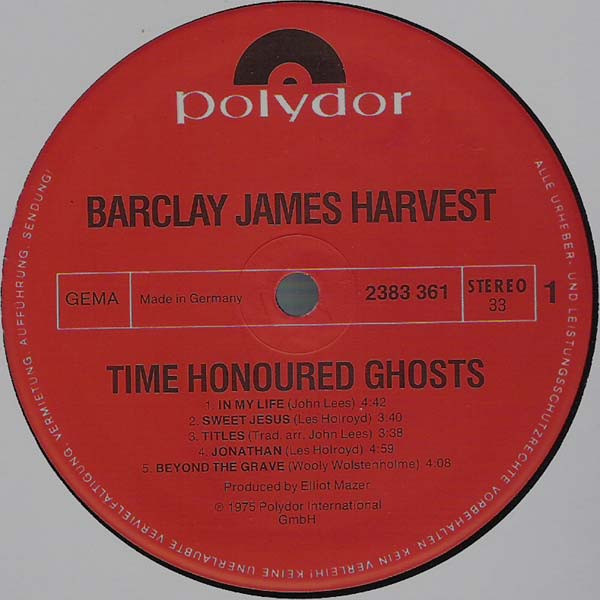 polydor
BARCLAY JAMES HARVEST
GEMA
Made in Germany
2383 361
STEREO
33
1
TIME HONOURED GHOSTS
1. IN MY LIFE (John Lees) 4:42
2. SWEET JESUS (Les Holroyd) 3:40
3. TITLES (Trad. arr. John Lees) 3:38
4. JONATHAN (Les Holroyd) 4:59
5. BEYOND THE GRAVE (Wooly Wolstenholme) 4:08
Produced by Elliot Mazer
℗ 1975 Polydor International
GmbH
ALLE URHEBER- UND LEISTUNGSSCHUTZRECHTE VORBEHALTEN KEIN VERLEIH! KEINE UNERLAUBTE VERVIELFÄLTIGUNG, VERMIETUNG, AUFFÜHRUNG, SENDUNG!